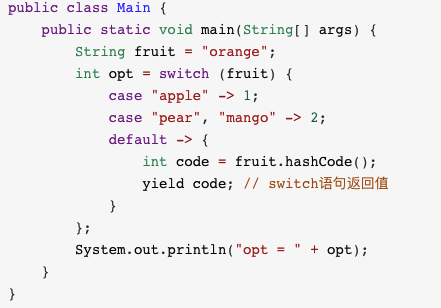 public class Main {
    public static void main(String[] args) {
        String fruit = "orange";
        int opt = switch (fruit) {
            case "apple" -> 1;
            case "pear", "mango" -> 2;
            default -> {
                int code = fruit.hashCode();
                yield code; // switch语句返回值
            }
        };
        System.out.println("opt = " + opt);
    }
}